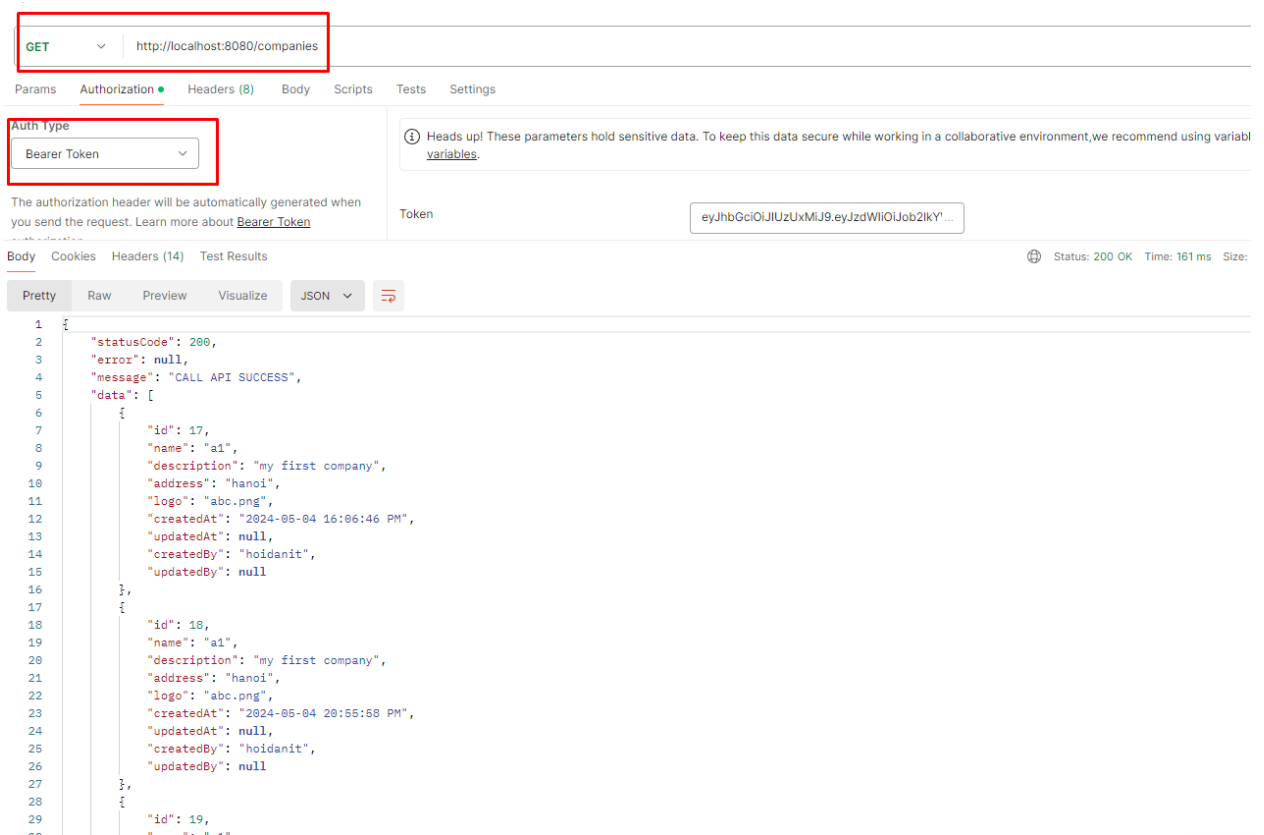 GET http://localhost:8080/companies
Params Authorization Headers (8) Body Scripts Tests Settings
Auth Type
Bearer Token
Heads up! These parameters hold sensitive data. To keep this data secure while working in a collaborative environment,we recommend using variabl
variables.
The authorization header will be automatically generated when
you send the request. Learn more about Bearer Token
authorization
Token
Body Cookies Headers (14) Test Results
Status: 200 OK Time: 161 ms Size:
Pretty Raw Preview Visualize JSON
1 {
2 "statusCode": 200,
3 "error": null,
4 "message": "CALL API SUCCESS",
5 "data": [
6 {
7 "id": 17,
8 "name": "a1",
9 "description": "my first company",
10 "address": "hanoi",
11 "logo": "abc.png",
12 "createdAt": "2024-05-04 16:06:46 PM",
13 "updatedAt": null,
14 "createdBy": "hoidanit",
15 "updatedBy": null
16 },
17 {
18 "id": 18,
19 "name": "a1",
20 "description": "my first company",
21 "address": "hanoi",
22 "logo": "abc.png",
23 "createdAt": "2024-05-04 20:55:58 PM",
24 "updatedAt": null,
25 "createdBy": "hoidanit",
26 "updatedBy": null
27 },
28 {
29 "id": 19,